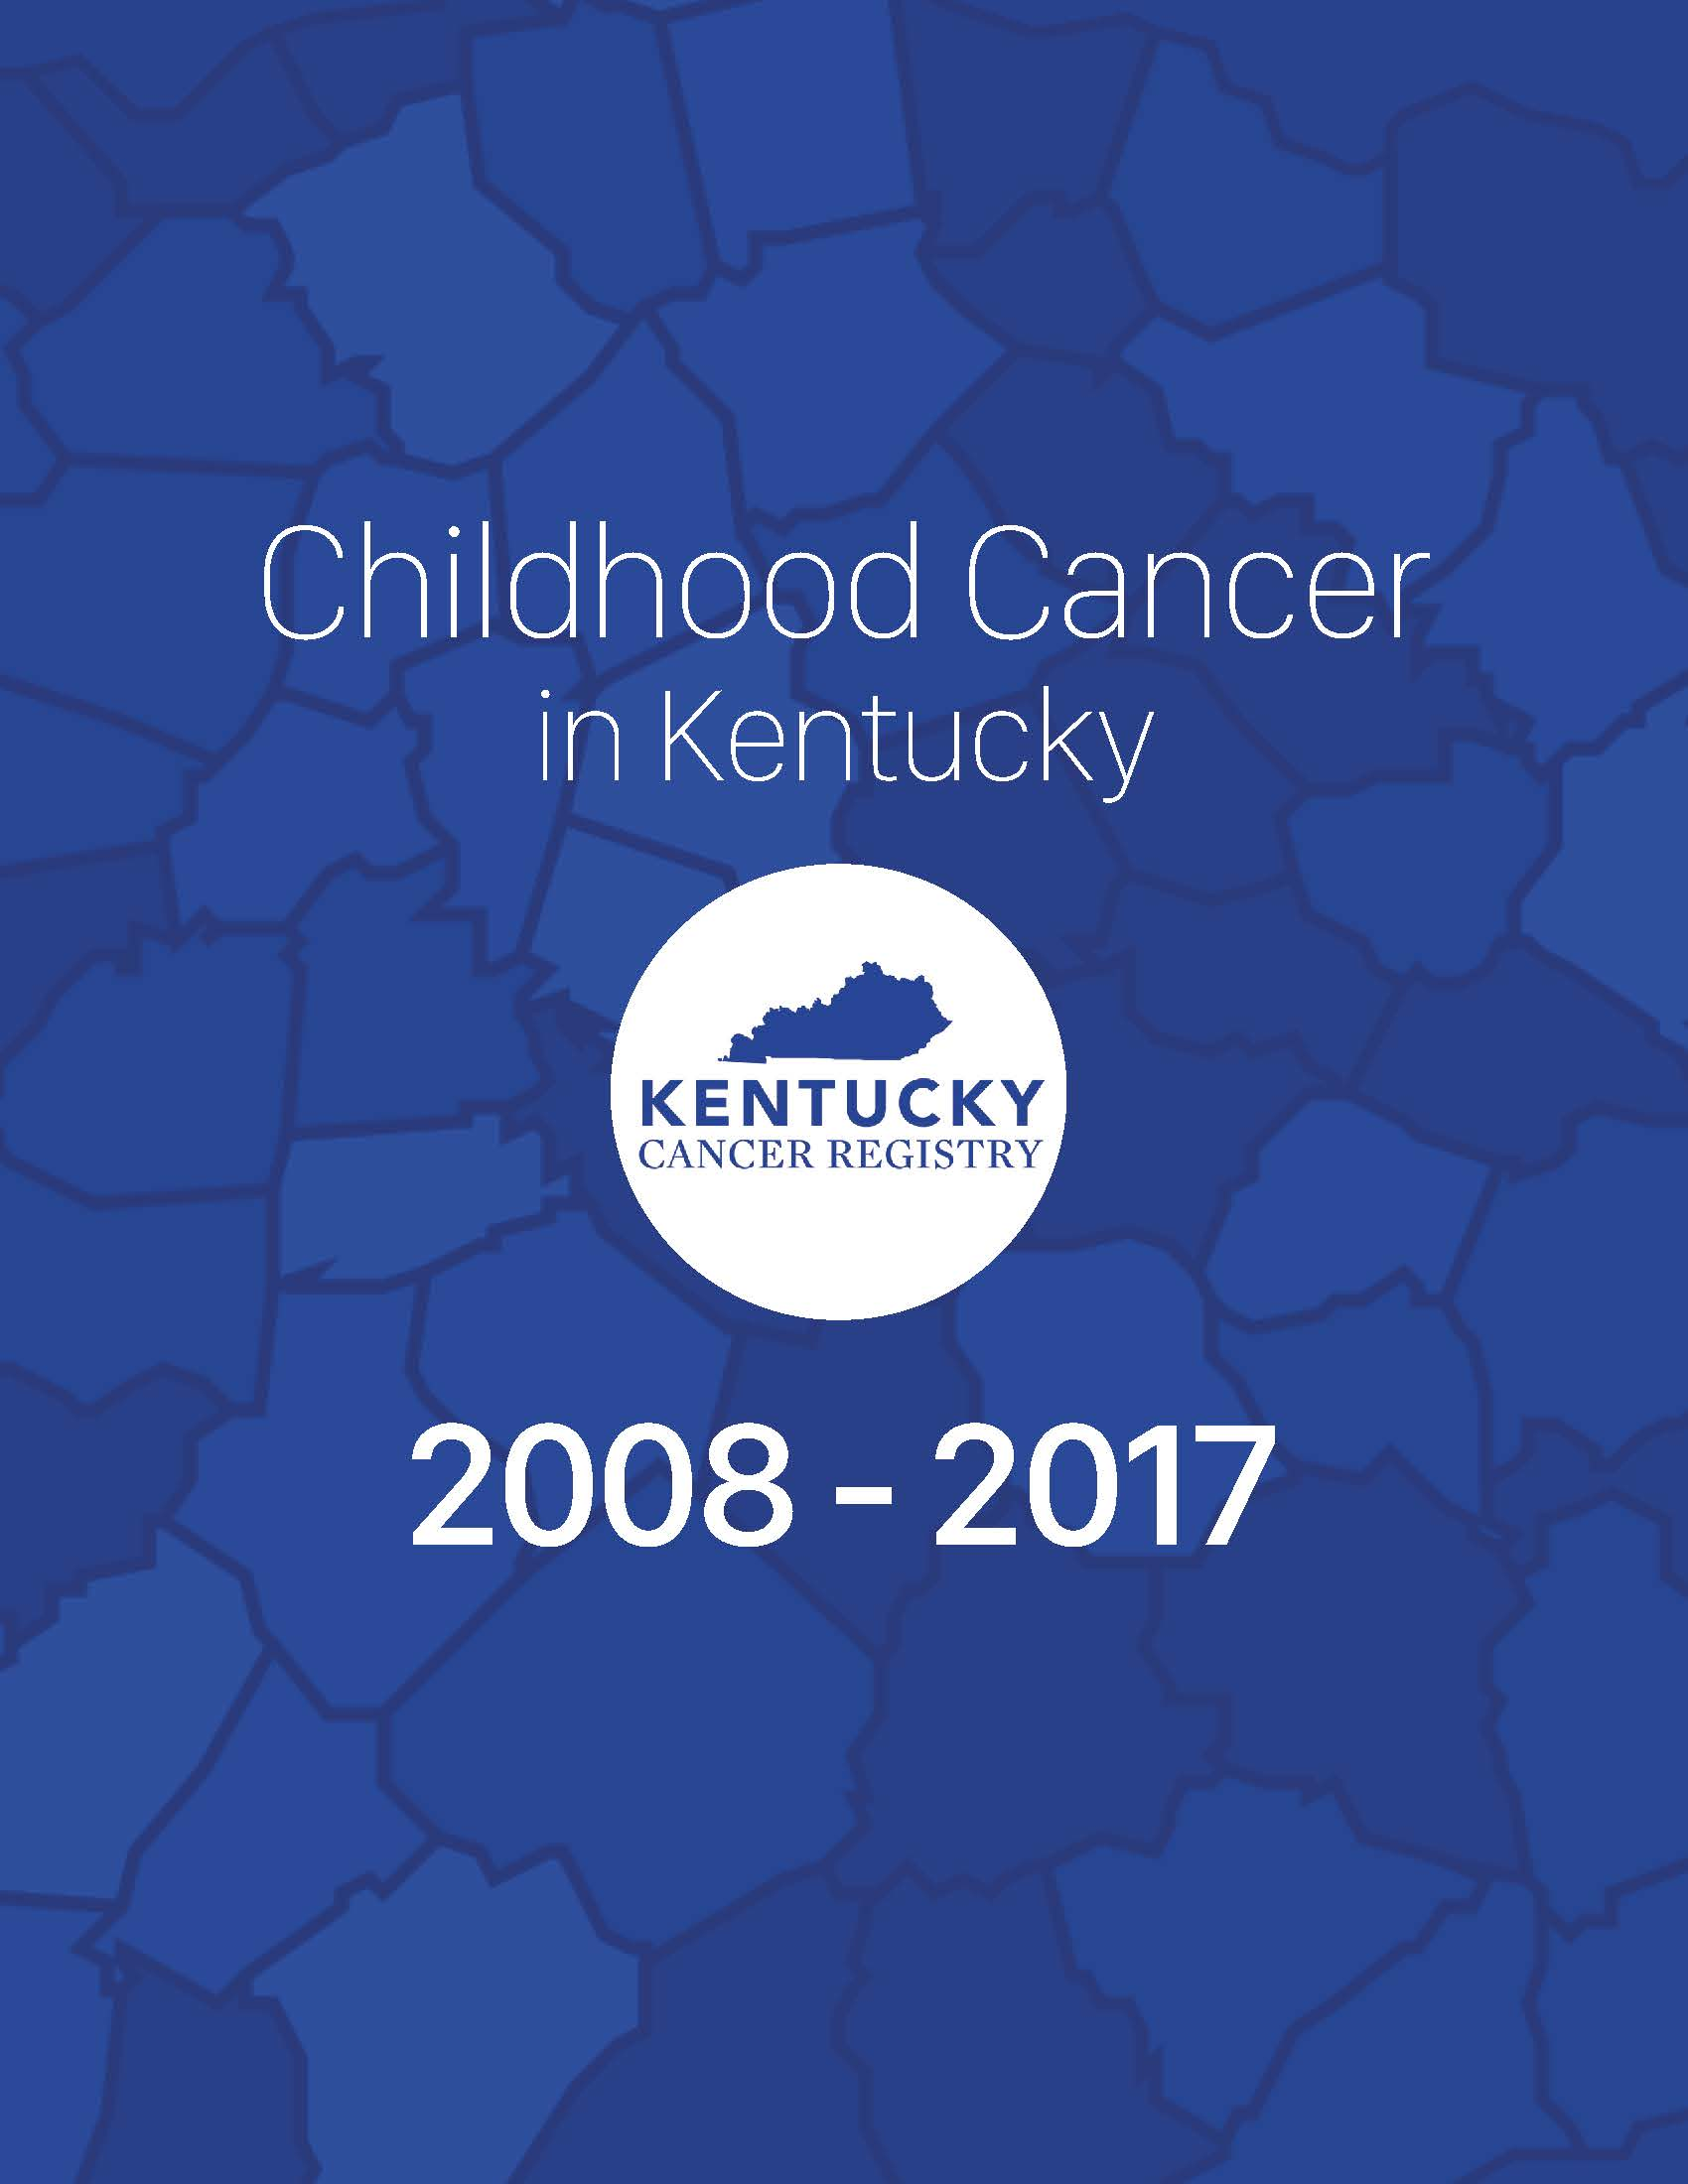 Childhood Cancer
in Kentucky
KENTUCKY
CANCER REGISTRY
2008 - 2017